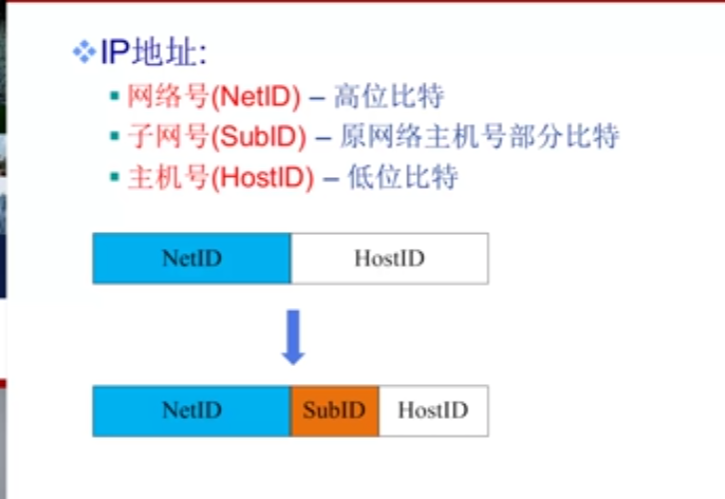 IP地址:
网络号(NetID) – 高位比特
子网号(SubID) – 原网络主机号部分比特
主机号(HostID) – 低位比特
NetID HostID
NetID SubID HostID